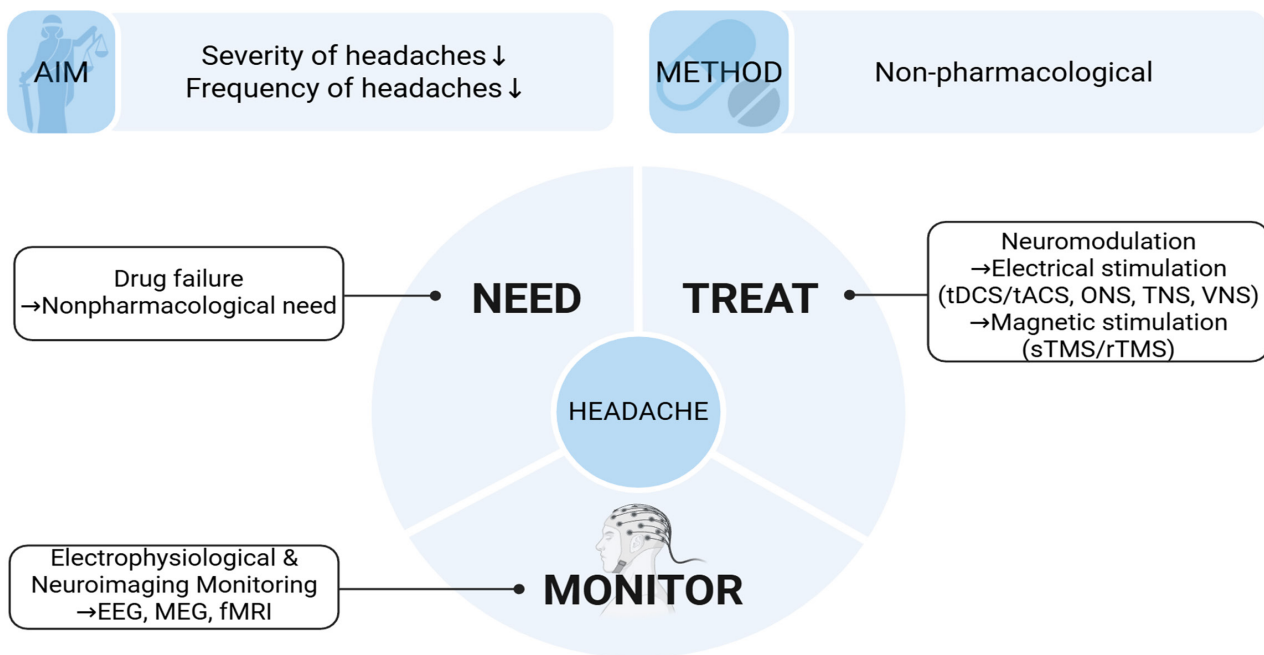 AIM
Severity of headaches↓
Frequency of headaches↓
METHOD
Non-pharmacological
NEED
Drug failure
→Nonpharmacological need
TREAT
Neuromodulation
→Electrical stimulation
(tDCS/tACS, ONS, TNS, VNS)
→Magnetic stimulation
(sTMS/rTMS)
HEADACHE
MONITOR
Electrophysiological &
Neuroimaging Monitoring
→EEG, MEG, fMRI